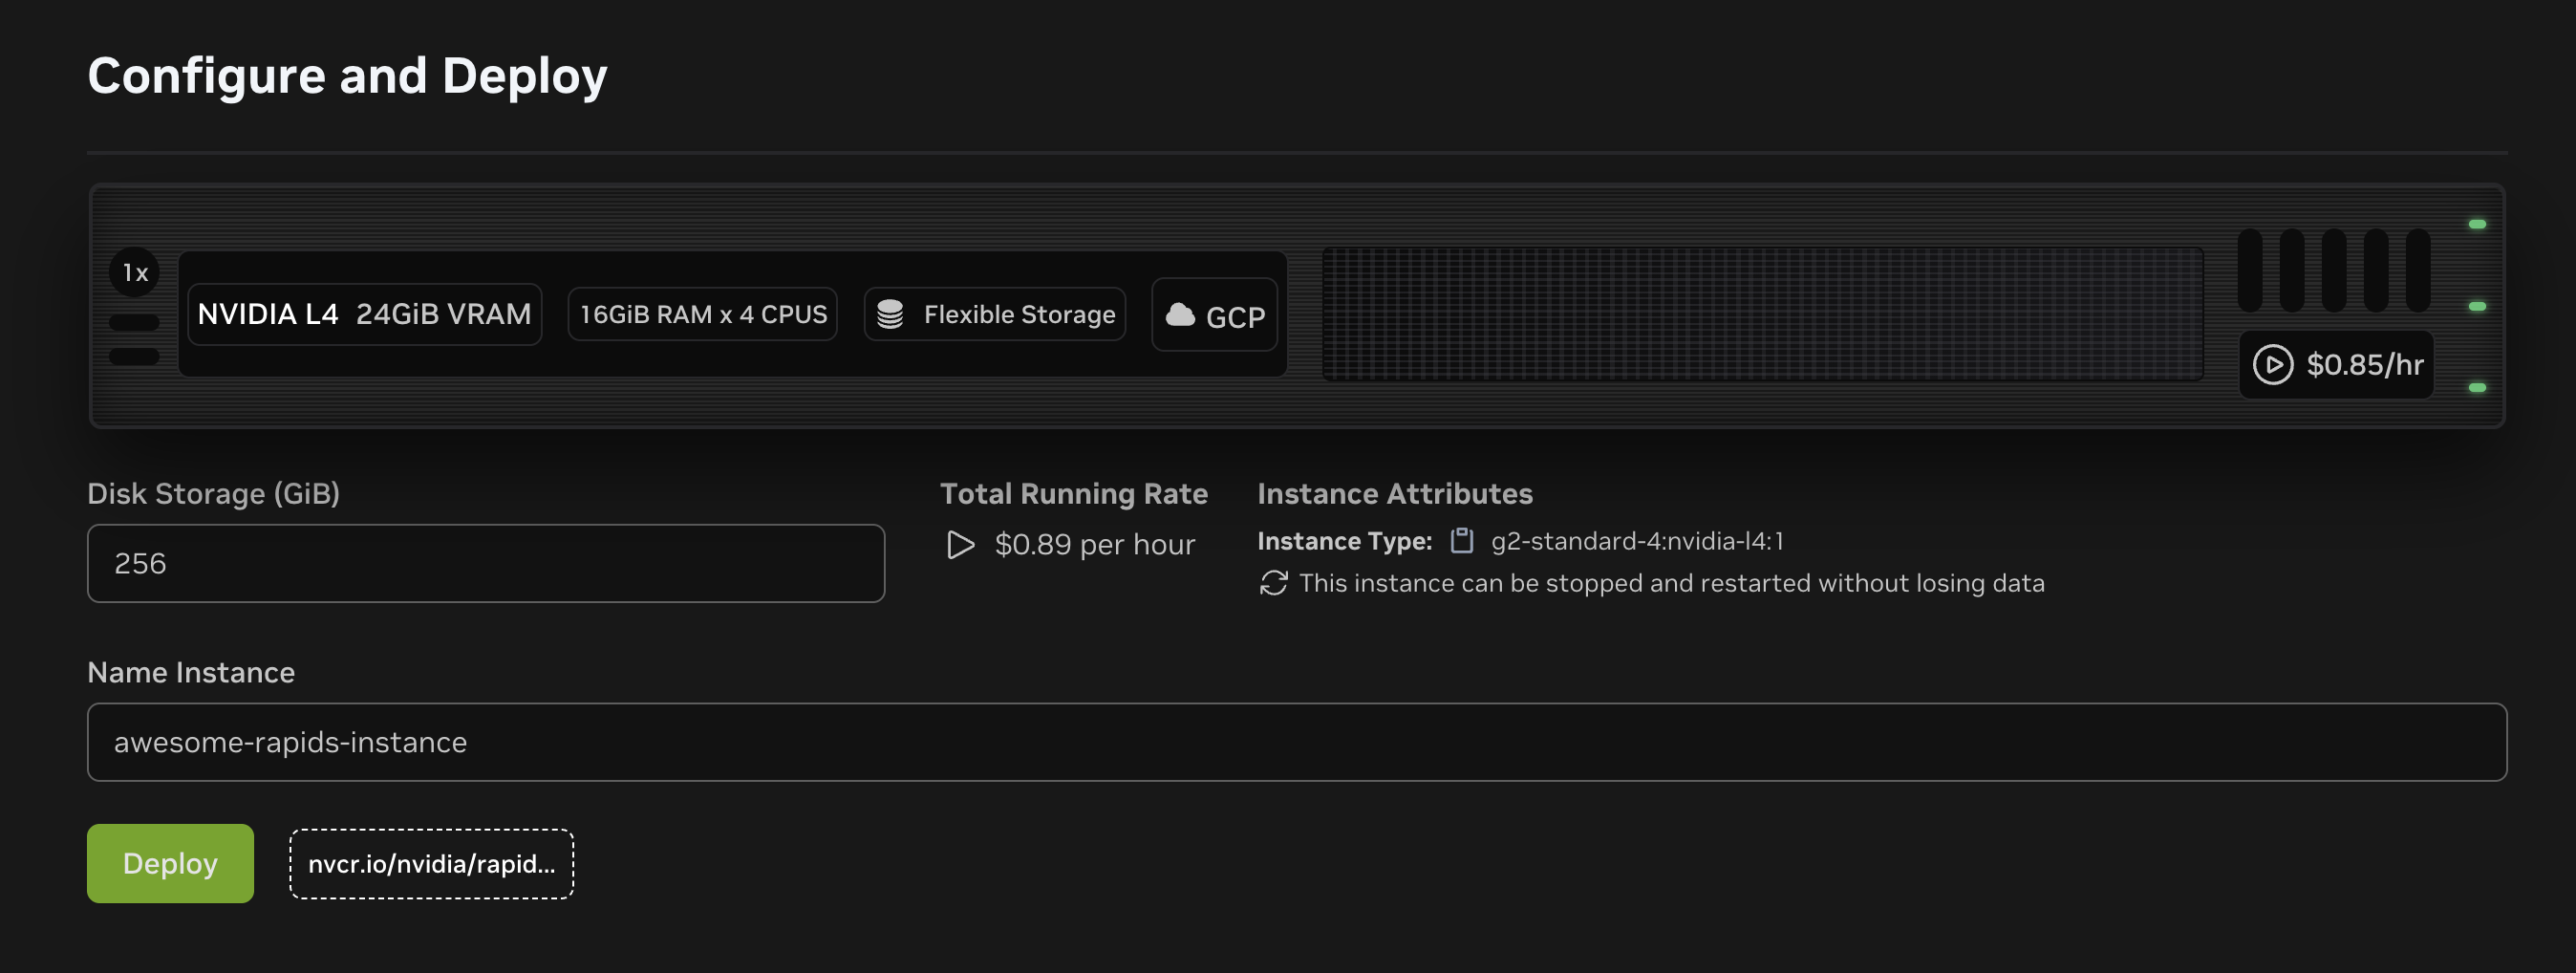 Configure and Deploy
1x
NVIDIA L4 24GiB VRAM
16GiB RAM x 4 CPUS
Flexible Storage
GCP
$0.85/hr
Disk Storage (GiB)
256
Total Running Rate
$0.89 per hour
Instance Attributes
Instance Type: g2-standard-4:nvidia-l4:1
This instance can be stopped and restarted without losing data
Name Instance
awesome-rapids-instance
Deploy
nvcr.io/nvidia/rapid...